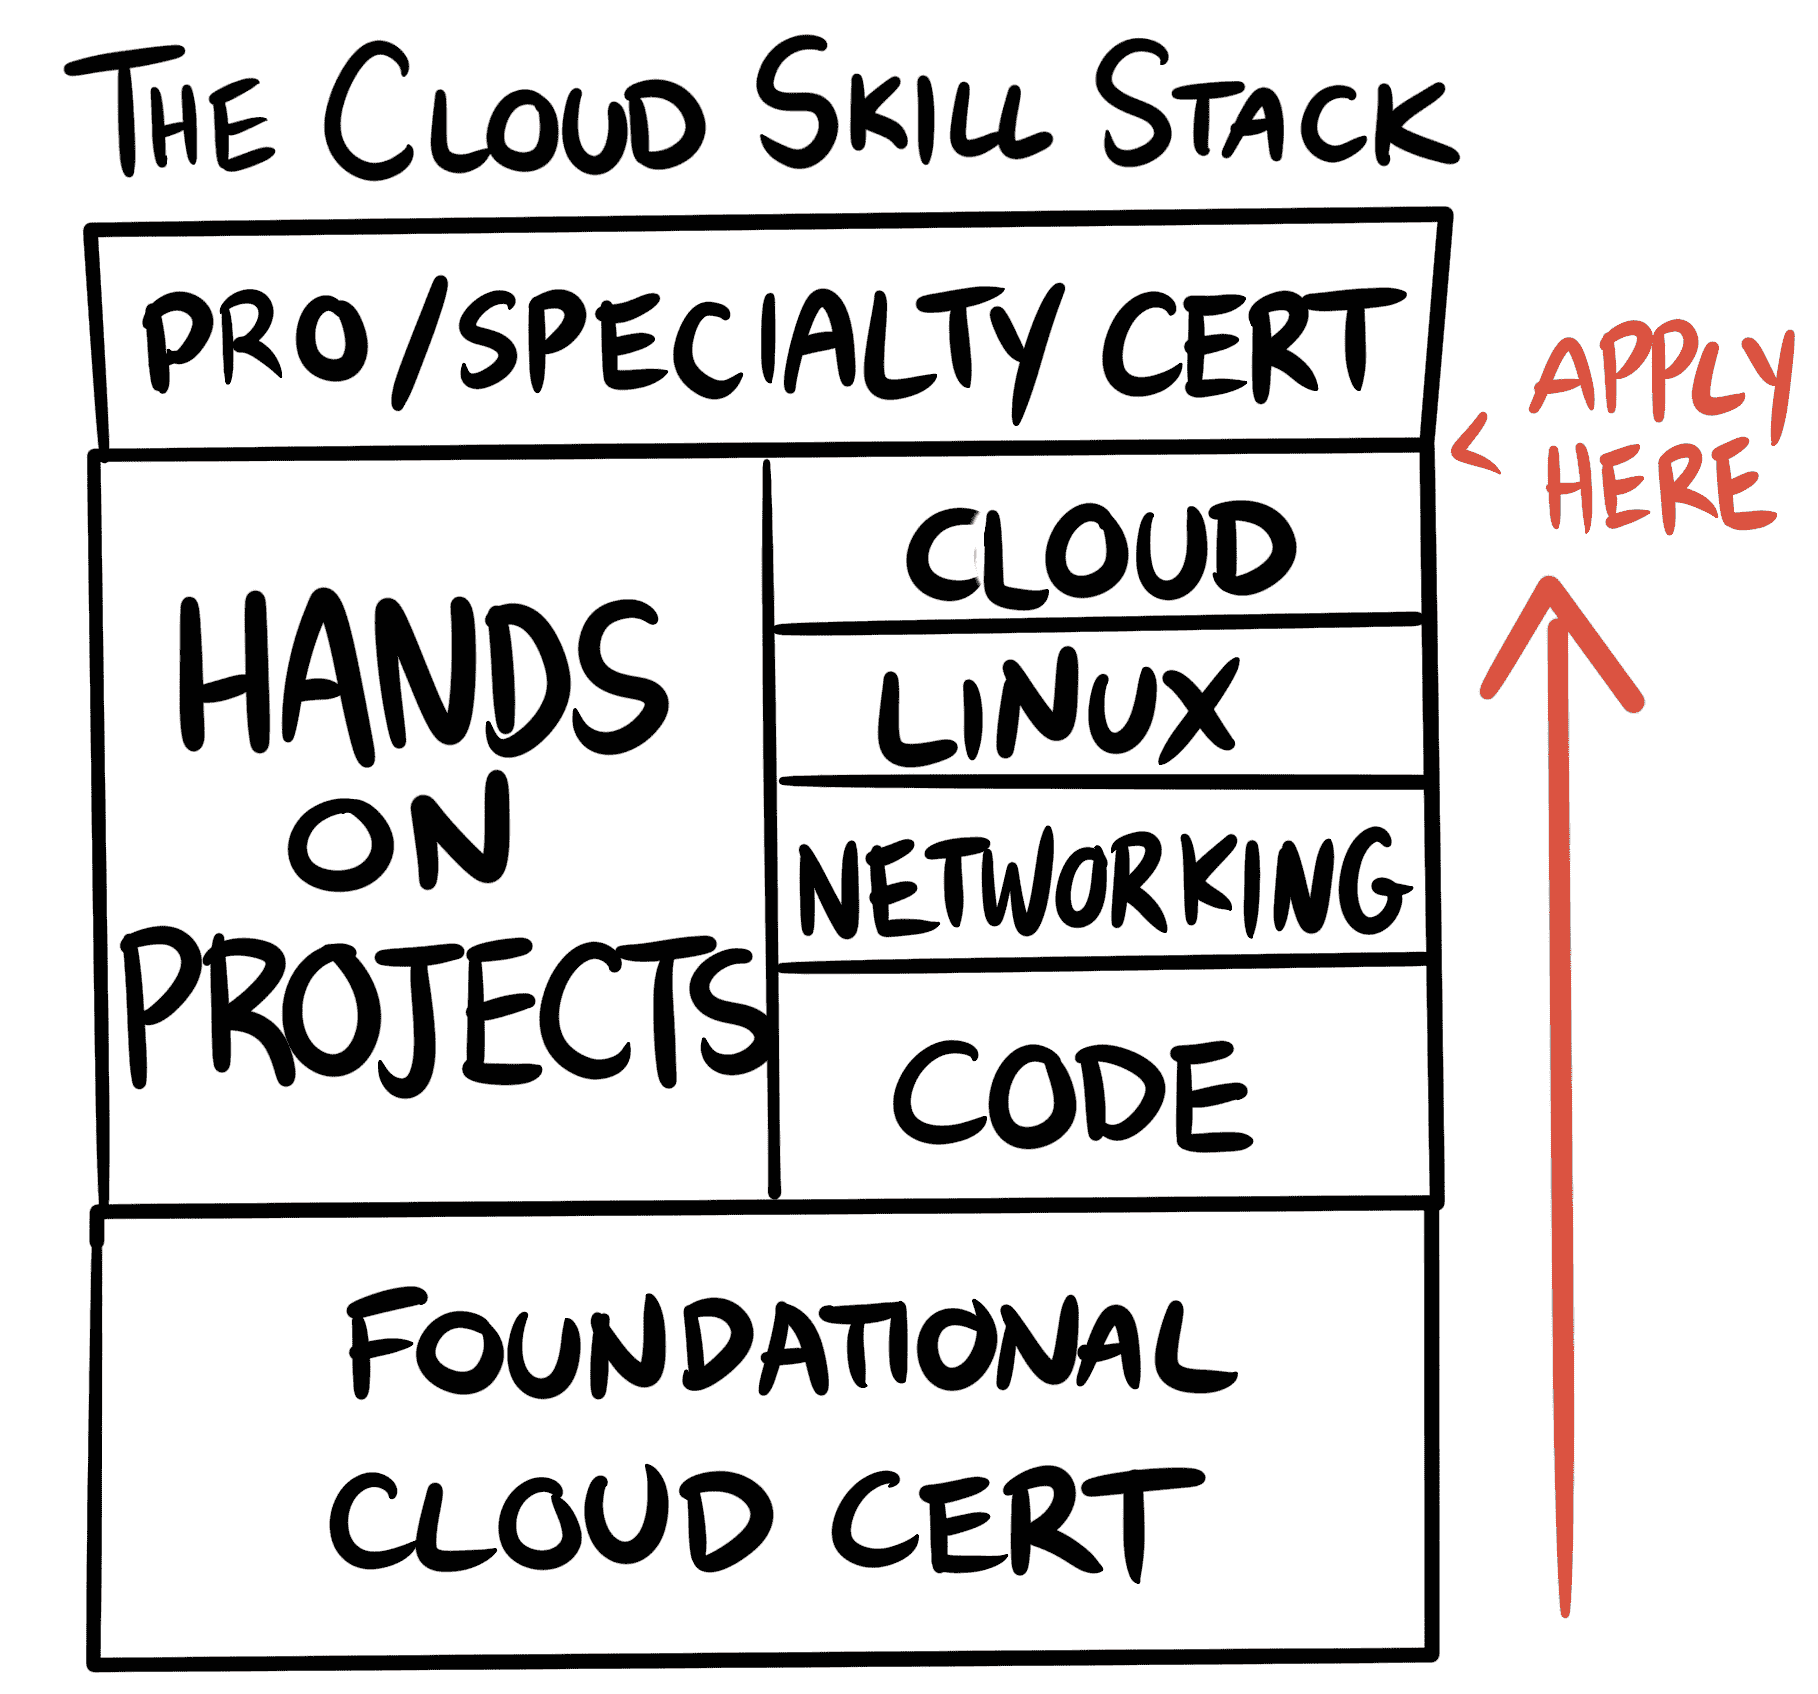 THE CLOUD SKILL STACK
PRO/SPECIALTY CERT
< APPLY
HERE
HANDS
ON
PROJECTS
CLOUD
LINUX
NETWORKING
CODE
FOUNDATIONAL
CLOUD CERT